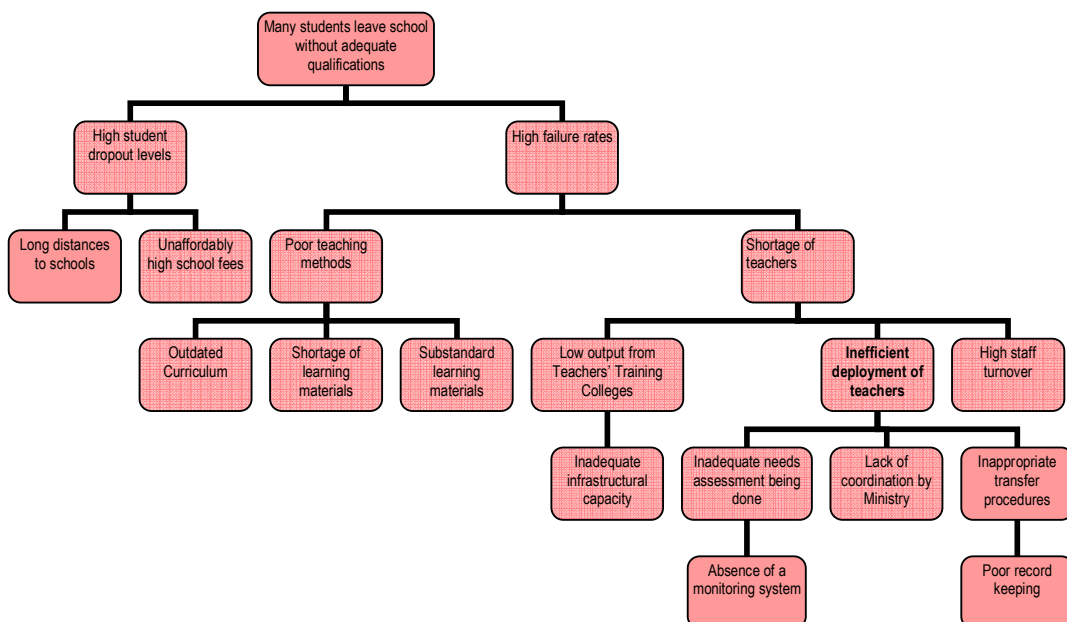 Many students leave school
without adequate
qualifications
High student
dropout levels
High failure rates
Long distances
to schools
Unaffordably
high school fees
Poor teaching
methods
Shortage of
teachers
Outdated
Curriculum
Shortage of
learning
materials
Substandard
learning
materials
Low output from
Teachers' Training
Colleges
Inefficient
deployment of
teachers
High staff
turnover
Inadequate
infrastructural
capacity
Inadequate needs
assessment being
done
Lack of
coordination by
Ministry
Inappropriate
transfer
procedures
Absence of a
monitoring system
Poor record
keeping